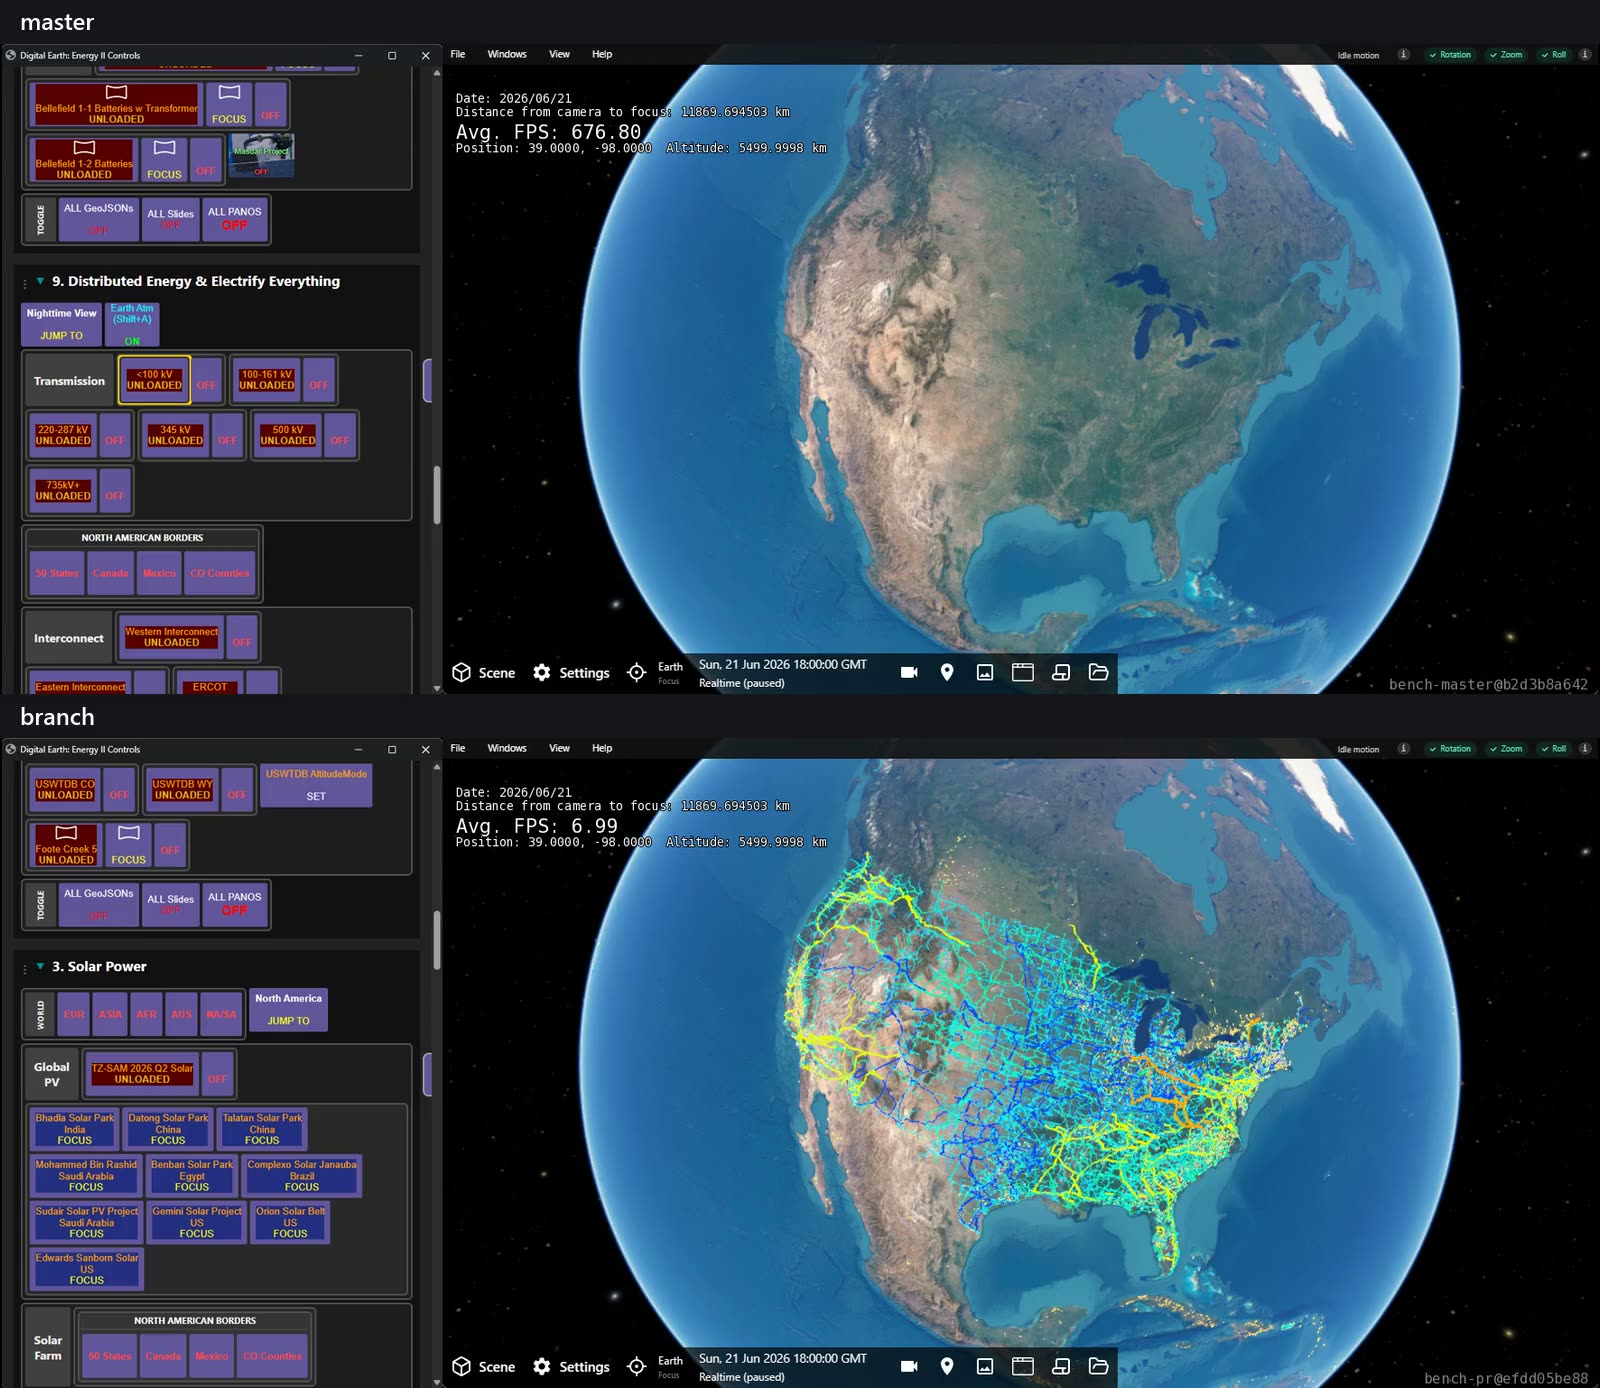 master
Digital Earth: Energy II Controls
File Windows View Help
Idle motion Rotation Zoom Roll
Bellefield 1-1 Batteries w Transformer
UNLOADED
FOCUS
OFF
Bellefield 1-2 Batteries
UNLOADED
FOCUS
OFF
Masdar Project
OFF
TOGGLE
ALL GeoJSONs
OFF
ALL Slides
OFF
ALL PANOS
OFF
9. Distributed Energy & Electrify Everything
Nighttime View
JUMP TO
Earth Atm
(Shift+A)
ON
Transmission
<100 kV
UNLOADED
OFF
100-161 kV
UNLOADED
OFF
220-287 kV
UNLOADED
OFF
345 kV
UNLOADED
OFF
500 kV
UNLOADED
OFF
735kV+
UNLOADED
OFF
NORTH AMERICAN BORDERS
50 States
Canada
Mexico
CO Counties
Interconnect
Western Interconnect
UNLOADED
OFF
Eastern Interconnect
ERCOT
Date: 2026/06/21
Distance from camera to focus: 11869.694503 km
Avg. FPS: 676.80
Position: 39.0000, -98.0000 Altitude: 5499.9998 km
Scene
Settings
Earth
Focus
Sun, 21 Jun 2026 18:00:00 GMT
Realtime (paused)
bench-master@b2d3b8a642
branch
Digital Earth: Energy II Controls
File Windows View Help
Idle motion Rotation Zoom Roll
USWTDB CO
UNLOADED
OFF
USWTDB WY
UNLOADED
OFF
USWTDB AltitudeMode
SET
Foote Creek 5
UNLOADED
FOCUS
OFF
TOGGLE
ALL GeoJSONs
OFF
ALL Slides
OFF
ALL PANOS
OFF
3. Solar Power
WORLD
EUR
ASIA
AFR
AUS
NA/SA
North America
JUMP TO
Global
PV
TZ-SAM 2026 Q2 Solar
UNLOADED
OFF
Bhadla Solar Park
India
FOCUS
Datong Solar Park
China
FOCUS
Talatan Solar Park
China
FOCUS
Mohammed Bin Rashid
Saudi Arabia
FOCUS
Benban Solar Park
Egypt
FOCUS
Complexo Solar Janauba
Brazil
FOCUS
Sudair Solar PV Project
Saudi Arabia
FOCUS
Gemini Solar Project
US
FOCUS
Orion Solar Belt
US
FOCUS
Edwards Sanborn Solar
US
FOCUS
Solar
Farm
NORTH AMERICAN BORDERS
50 States
Canada
Mexico
CO Counties
Date: 2026/06/21
Distance from camera to focus: 11869.694503 km
Avg. FPS: 6.99
Position: 39.0000, -98.0000 Altitude: 5499.9998 km
Scene
Settings
Earth
Focus
Sun, 21 Jun 2026 18:00:00 GMT
Realtime (paused)
bench-pr@efdd05be88